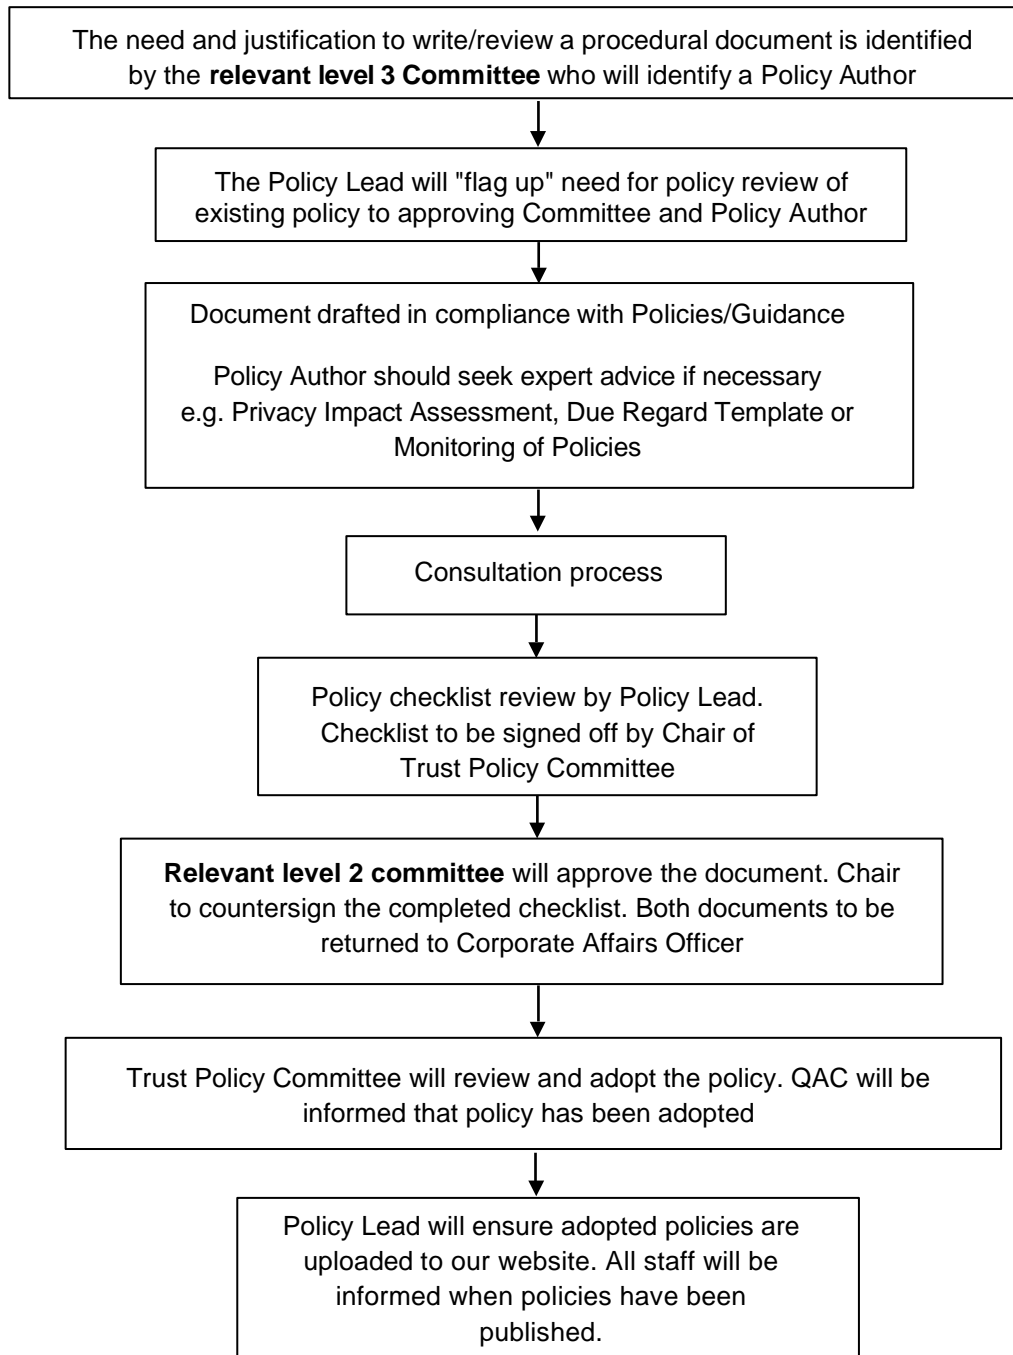 The need and justification to write/review a procedural document is identified
by the relevant level 3 Committee who will identify a Policy Author
The Policy Lead will "flag up" need for policy review of
existing policy to approving Committee and Policy Author
Document drafted in compliance with Policies/Guidance
Policy Author should seek expert advice if necessary
e.g. Privacy Impact Assessment, Due Regard Template or
Monitoring of Policies
Consultation process
Policy checklist review by Policy Lead.
Checklist to be signed off by Chair of
Trust Policy Committee
Relevant level 2 committee will approve the document. Chair
to countersign the completed checklist. Both documents to be
returned to Corporate Affairs Officer
Trust Policy Committee will review and adopt the policy. QAC will be
informed that policy has been adopted
Policy Lead will ensure adopted policies are
uploaded to our website. All staff will be
informed when policies have been
published.